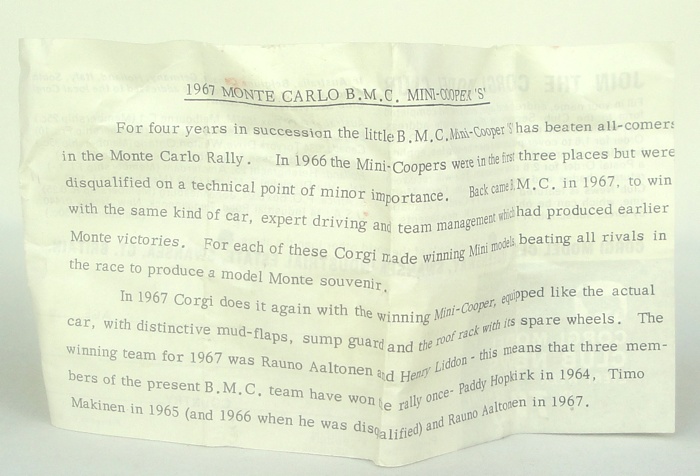 1967 MONTE CARLO B.M.C. MINI-COOPER 'S'
For four years in succession the little B.M.C. Mini-Cooper 'S' has beaten all-comers
in the Monte Carlo Rally. In 1966 the Mini-Coopers were in the first three places but were
disqualified on a technical point of minor importance. Back came B.M.C. in 1967, to win
with the same kind of car, expert driving and team management which had produced earlier
Monte victories. For each of these Corgi made winning Mini models beating all rivals in
the race to produce a model Monte souvenir.
In 1967 Corgi does it again with the winning Mini-Cooper, equipped like the actual
car, with distinctive mud-flaps, sump guard and the roof rack with its spare wheels. The
winning team for 1967 was Rauno Aaltonen and Henry Liddon - this means that three mem-
bers of the present B.M.C. team have won the rally once- Paddy Hopkirk in 1964, Timo
Makinen in 1965 (and 1966 when he was disqualified) and Rauno Aaltonen in 1967.
JOIN THE CORGI